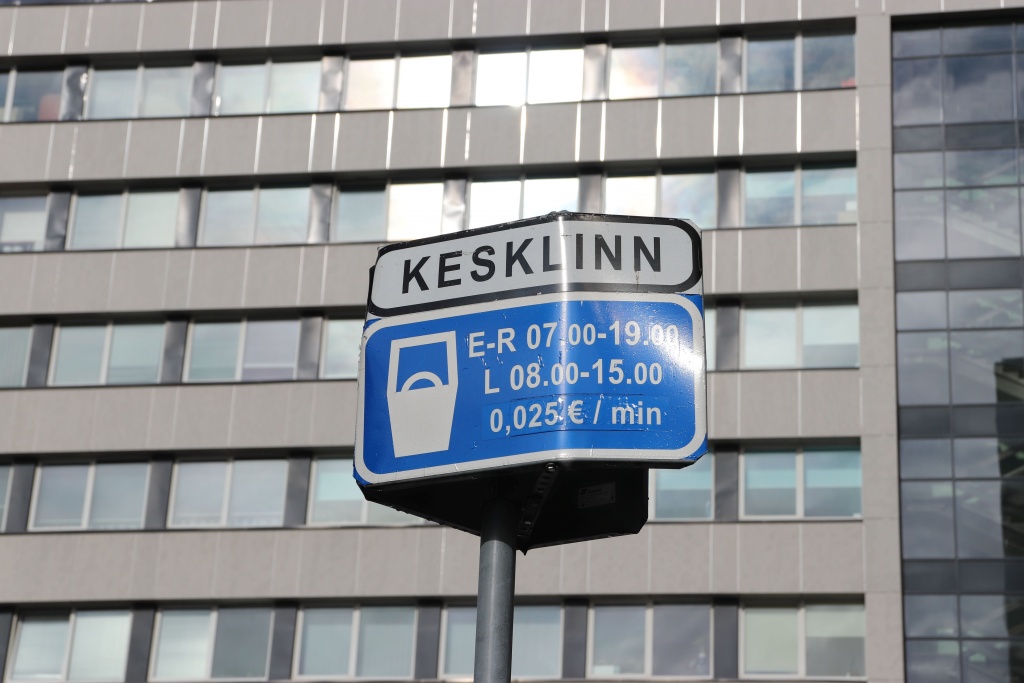 KESKLINN
E-R 07.00-19.00
L 08.00-15.00
0,025 € / min